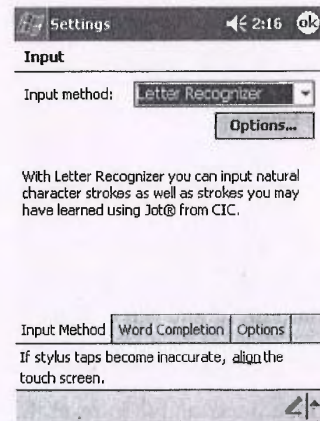 Settings 2:16 ok
Input
Input method: Letter Recognizer
Options...
With Letter Recognizer you can input natural
character strokes as well as strokes you may
have learned using Jot® from CIC.
Input Method Word Completion Options
If stylus taps become inaccurate, align the
touch screen.